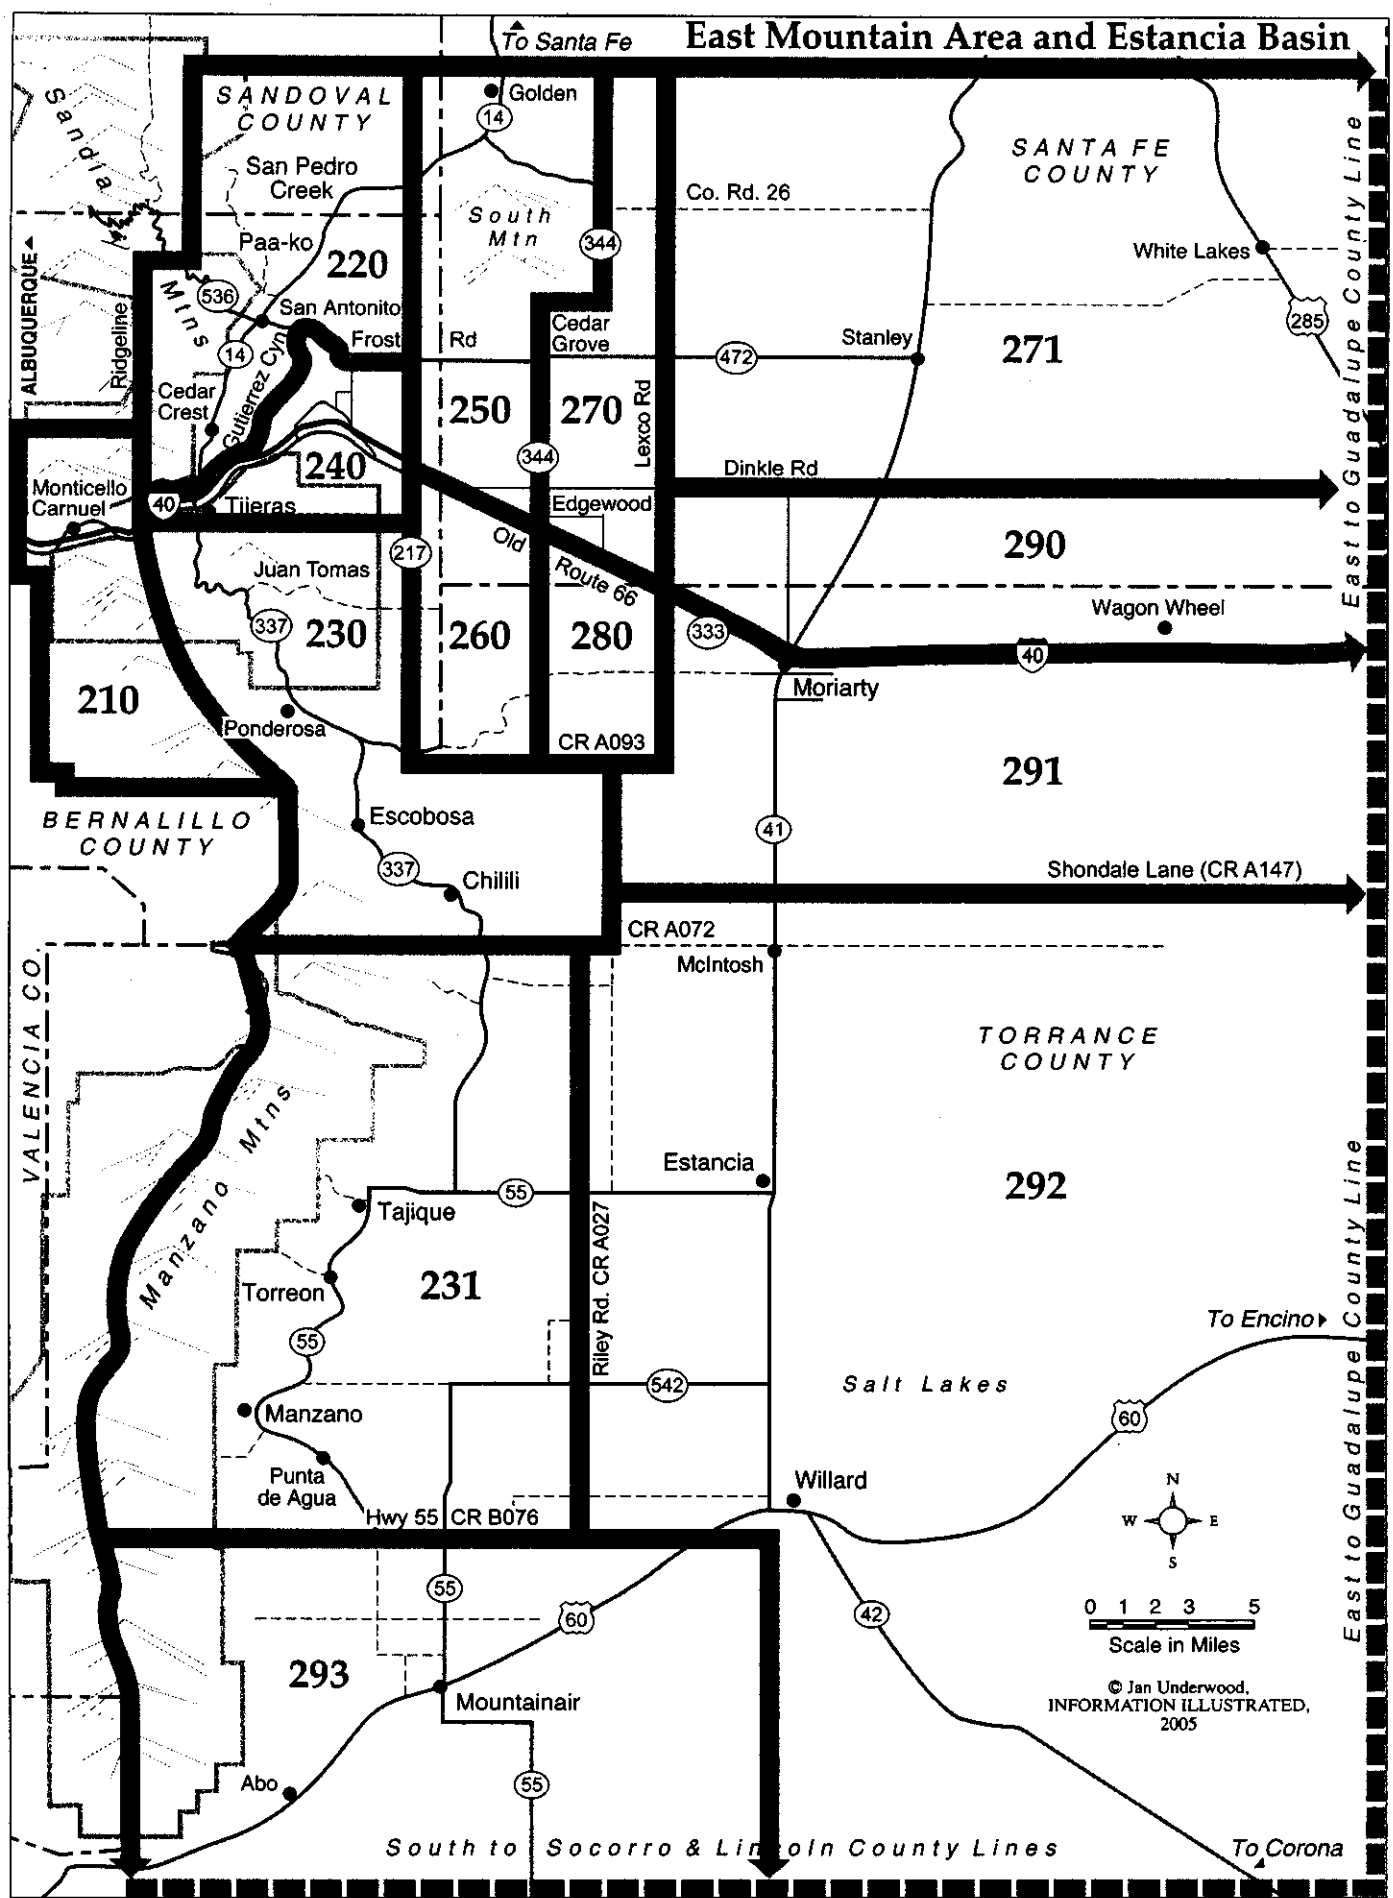 To Santa Fe
East Mountain Area and Estancia Basin
Golden
14
SANDOVAL
COUNTY
Sandia
Mtns
San Pedro
Creek
South
Mtn
344
Co. Rd. 26
SANTA FE
COUNTY
East to Guadalupe County Line
White Lakes
285
ALBUQUERQUE
Ridgeline
Paa-ko
220
536
San Antonito
Frost
Rd
Cedar
Grove
472
Stanley
271
14
Gutierrez Cyn
Cedar
Crest
250
270
Lexco Rd
344
240
Dinkle Rd
Monticello
Carnuel
40
Tijeras
Edgewood
217
Old
Route 66
290
Juan Tomas
337
230
260
280
333
Wagon Wheel
40
Moriarty
210
Ponderosa
CR A093
291
BERNALILLO
COUNTY
Escobosa
41
337
Chilili
Shondale Lane (CR A147)
CR A072
McIntosh
VALENCIA CO.
TORRANCE
COUNTY
Manzano Mtns
Estancia
292
55
Tajique
Riley Rd. CR A027
231
Torreon
East to Guadalupe County Line
To Encino
55
542
Salt Lakes
60
Manzano
Punta
de Agua
Willard
Hwy 55
CR B076
N
W
E
S
55
60
42
0 1 2 3 5
Scale in Miles
293
Mountainair
© Jan Underwood,
INFORMATION ILLUSTRATED,
2005
Abo
55
South to Socorro & Lincoln County Lines
To Corona